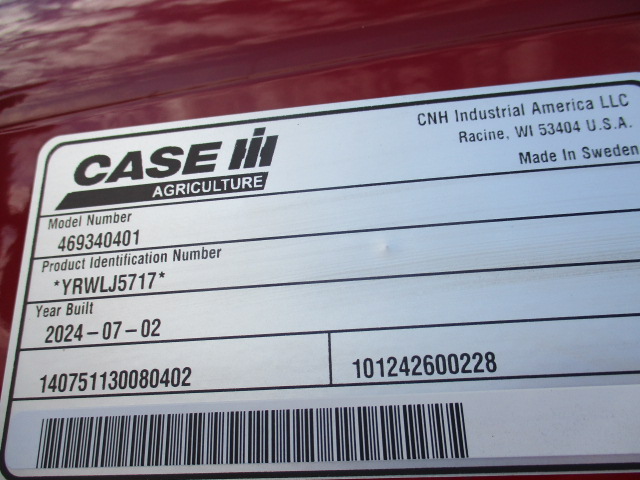 CASE IH
AGRICULTURE
CNH Industrial America LLC
Racine, WI 53404 U.S.A.
Made In Sweden
Model Number
469340401
Product Identification Number
*YRWLJ5717*
Year Built
2024-07-02
140751130080402
101242600228